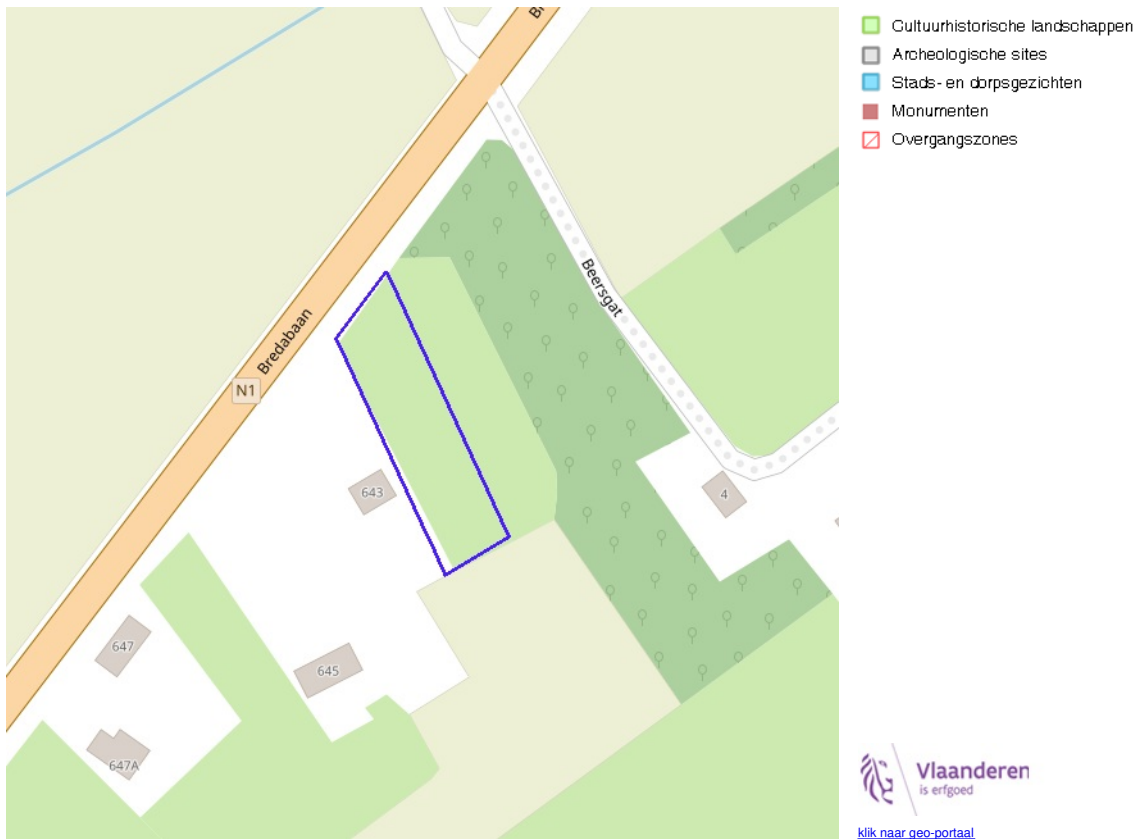 Cultuurhistorische landschappen
Archeologische sites
Stads- en dorpsgezichten
Monumenten
Overgangszones
Beersgat
Bredabaan
N1
643
4
647
645
647A
Vlaanderen
is erfgoed
klik naar geo-portaal